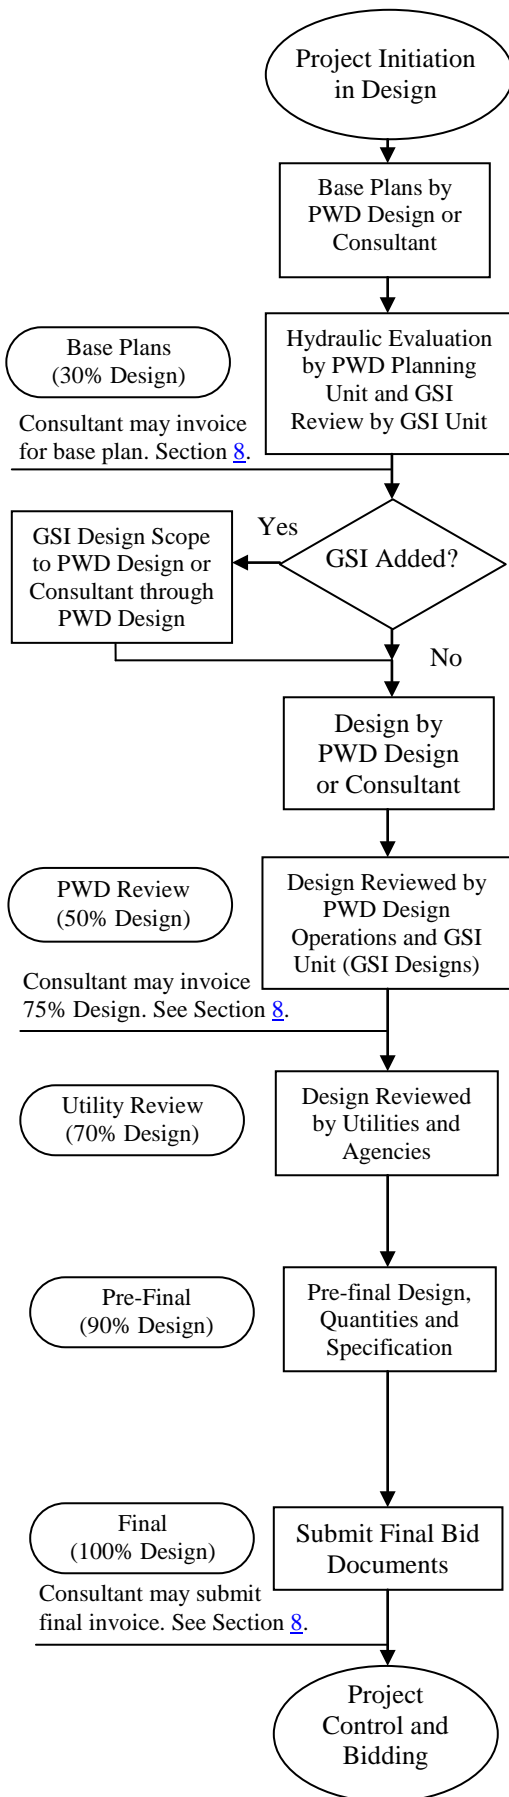 Project Initiation
in Design
Base Plans by
PWD Design or
Consultant
Base Plans
(30% Design)
Hydraulic Evaluation
by PWD Planning
Unit and GSI
Review by GSI Unit
Consultant may invoice
for base plan. Section 8.
GSI Added?
Yes
GSI Design Scope
to PWD Design or
Consultant through
PWD Design
No
Design by
PWD Design
or Consultant
PWD Review
(50% Design)
Design Reviewed by
PWD Design
Operations and GSI
Unit (GSI Designs)
Consultant may invoice
75% Design. See Section 8.
Utility Review
(70% Design)
Design Reviewed
by Utilities and
Agencies
Pre-Final
(90% Design)
Pre-final Design,
Quantities and
Specification
Final
(100% Design)
Submit Final Bid
Documents
Consultant may submit
final invoice. See Section 8.
Project
Control and
Bidding